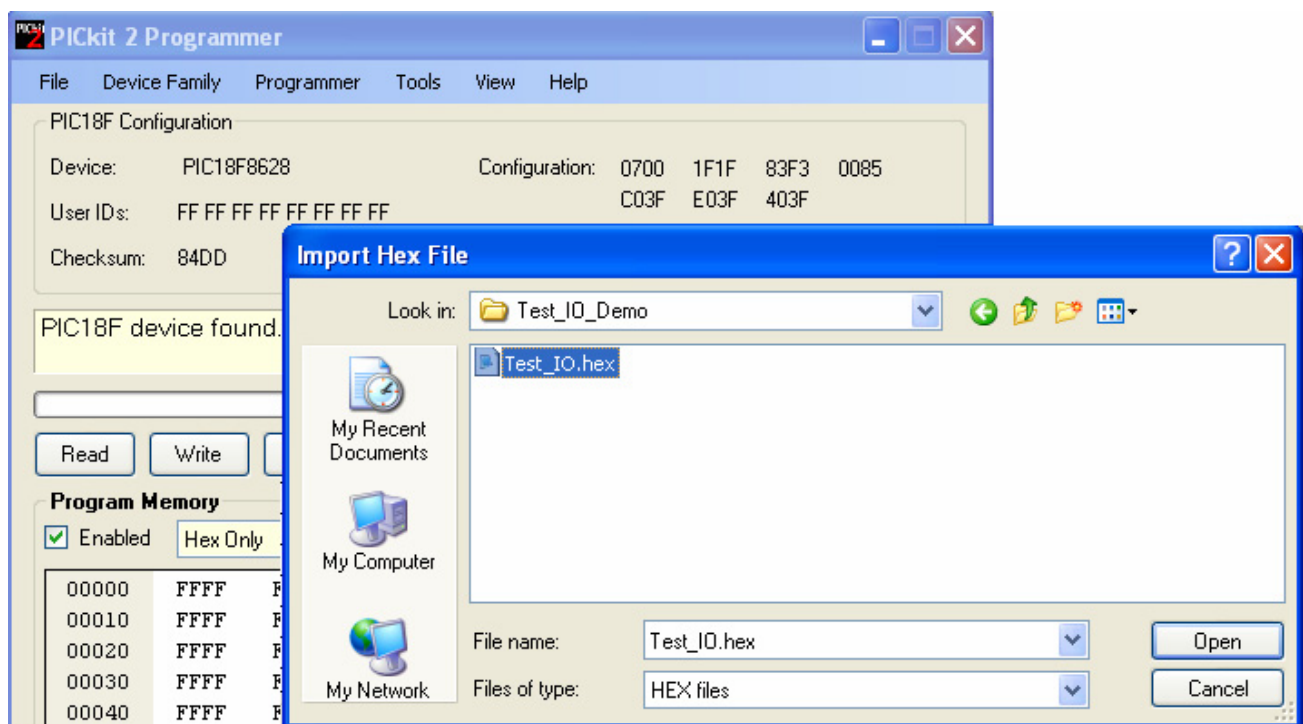 PICkit 2 Programmer
File Device Family Programmer Tools View Help
PIC18F Configuration
Device: PIC18F8628 Configuration: 0700 1F1F 83F3 0085
C03F E03F 403F
User IDs: FF FF FF FF FF FF FF FF
Checksum: 84DD
PIC18F device found.
Read Write
Program Memory
Enabled Hex Only
00000 FFFF
00010 FFFF
00020 FFFF
00030 FFFF
00040 FFFF
Import Hex File
Look in: Test_IO_Demo
Test_IO.hex
My Recent
Documents
My Computer
My Network
File name: Test_IO.hex Open
Files of type: HEX files Cancel